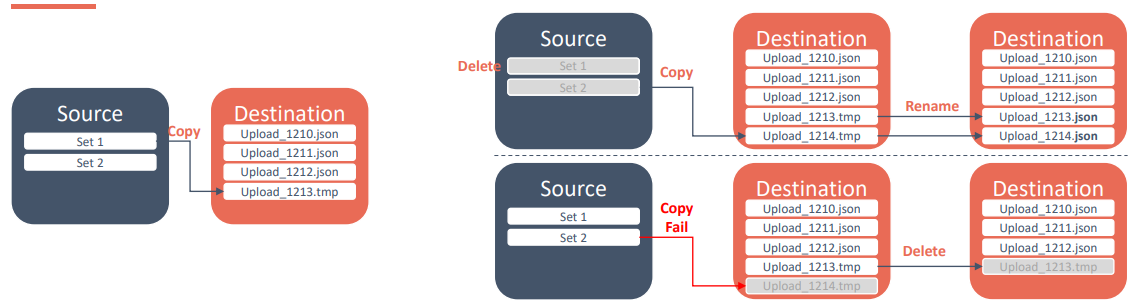 Source
Set 1
Set 2
Copy
Destination
Upload_1210.json
Upload_1211.json
Upload_1212.json
Upload_1213.tmp
Source
Delete
Set 1
Set 2
Copy
Destination
Upload_1210.json
Upload_1211.json
Upload_1212.json
Upload_1213.tmp
Upload_1214.tmp
Rename
Destination
Upload_1210.json
Upload_1211.json
Upload_1212.json
Upload_1213.json
Upload_1214.json
Source
Set 1
Set 2
Copy
Fail
Destination
Upload_1210.json
Upload_1211.json
Upload_1212.json
Upload_1213.tmp
Upload_1214.tmp
Delete
Destination
Upload_1210.json
Upload_1211.json
Upload_1212.json
Upload_1213.tmp